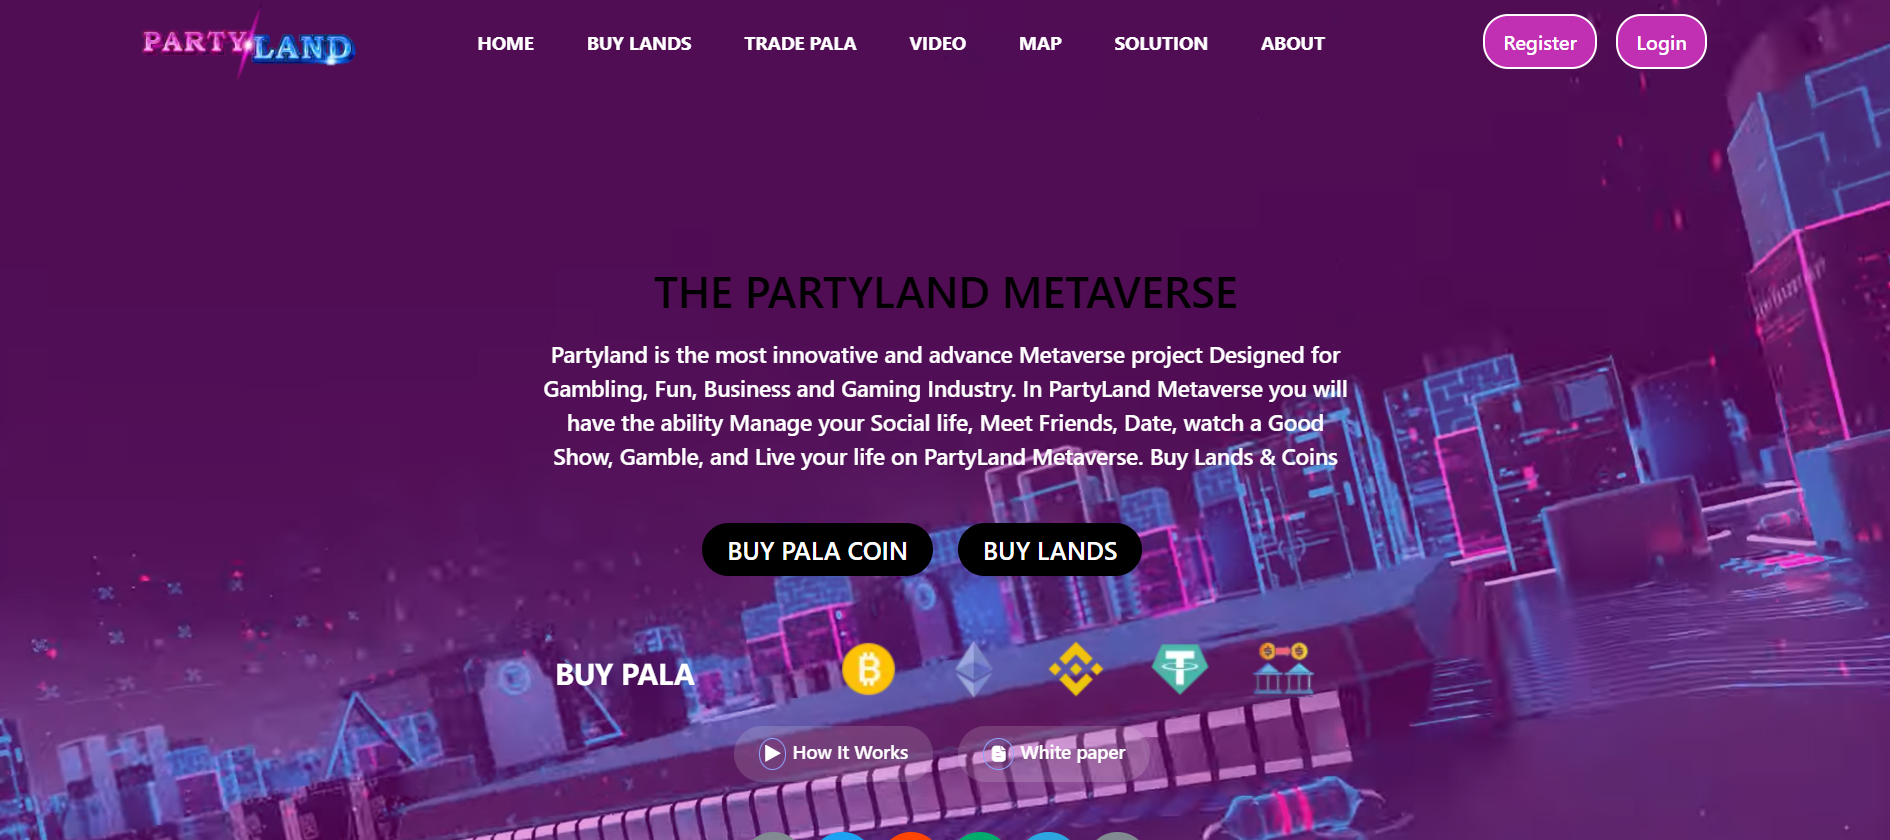 PARTYLAND
HOME
BUY LANDS
TRADE PALA
VIDEO
MAP
SOLUTION
ABOUT
Register
Login
THE PARTYLAND METAVERSE
Partyland is the most innovative and advance Metaverse project Designed for
Gambling, Fun, Business and Gaming Industry. In PartyLand Metaverse you will
have the ability Manage your Social life, Meet Friends, Date, watch a Good
Show, Gamble, and Live your life on PartyLand Metaverse. Buy Lands & Coins
BUY PALA COIN
BUY LANDS
BUY PALA
How It Works
White paper